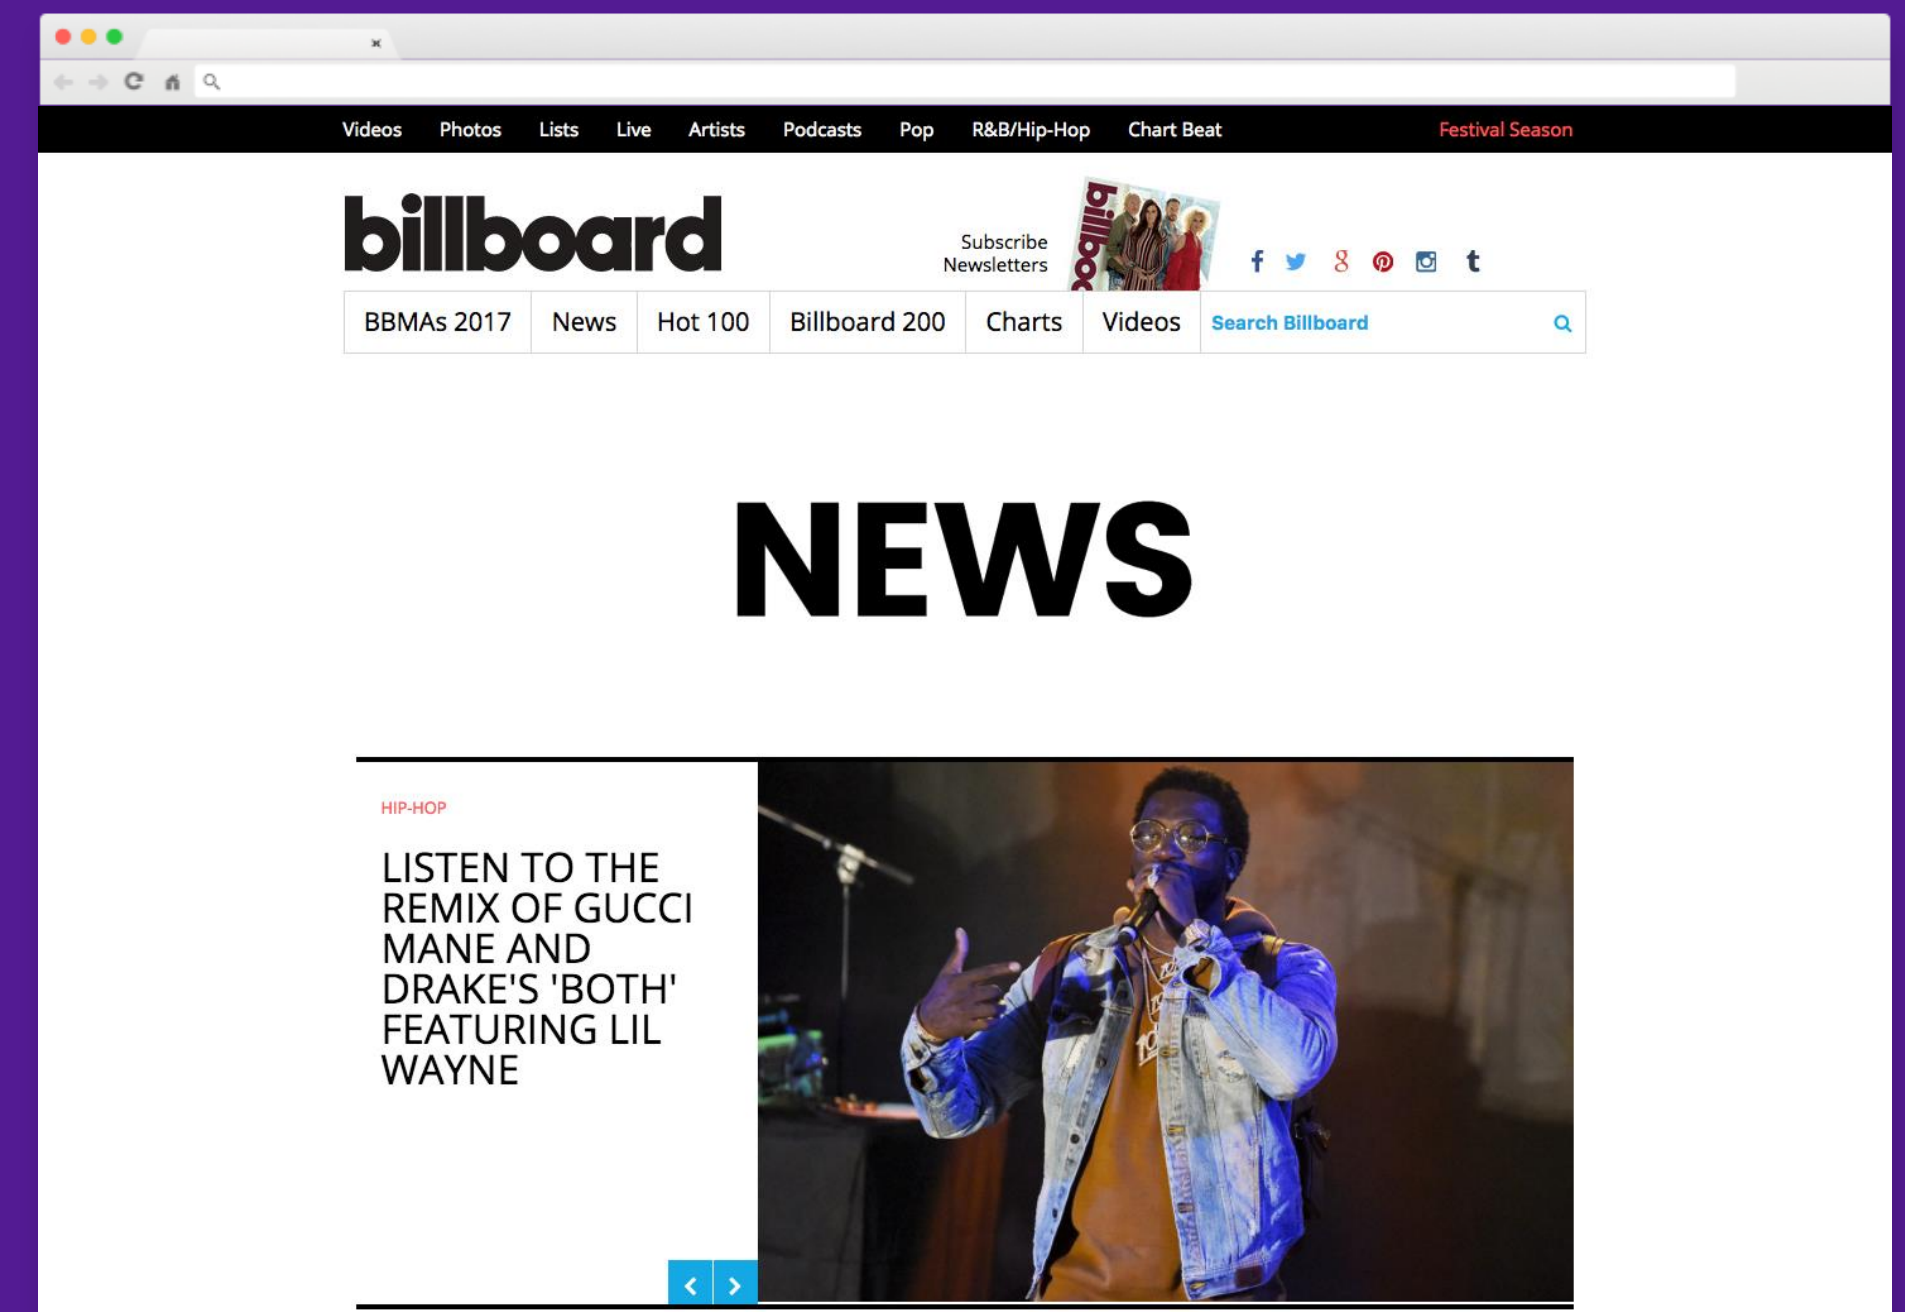 Videos Photos Lists Live Artists Podcasts Pop R&B/Hip-Hop Chart Beat Festival Season
billboard
Subscribe
Newsletters
billbo
BBMAs 2017 News Hot 100 Billboard 200 Charts Videos Search Billboard
NEWS
HIP-HOP
LISTEN TO THE
REMIX OF GUCCI
MANE AND
DRAKE'S 'BOTH'
FEATURING LIL
WAYNE